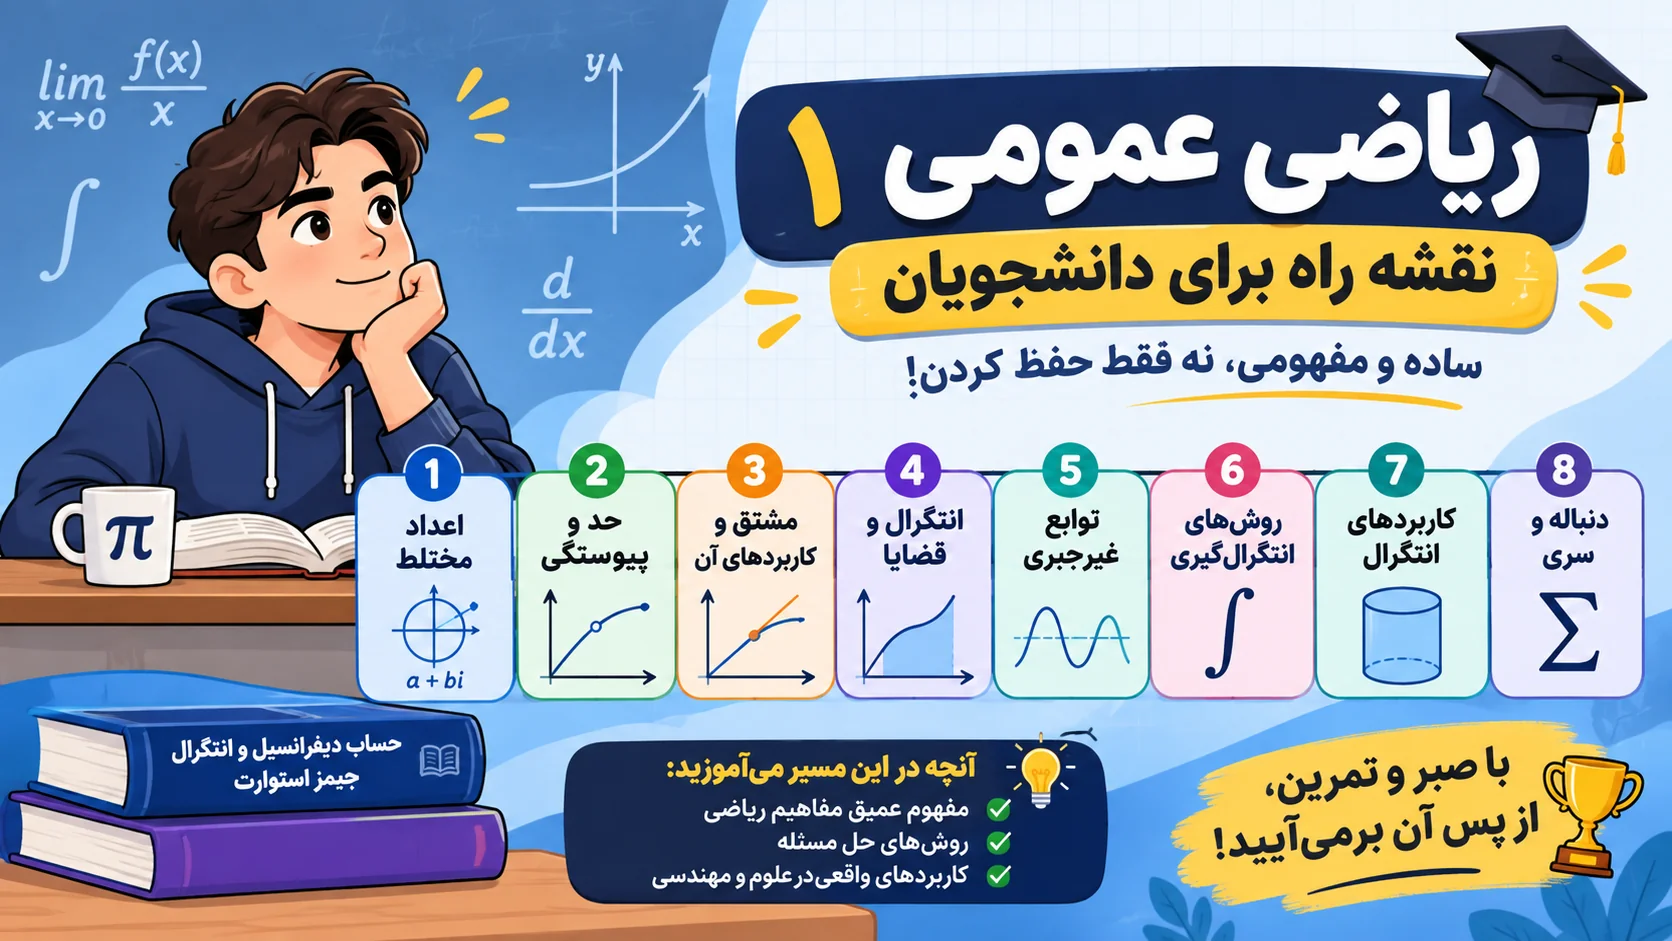 ریاضی عمومی ۱
نقشه راه برای دانشجویان
ساده و مفهومی، نه فقط حفظ کردن!
lim x→0 f(x)/x
∫
y
x
d/dx
π
1
اعداد
مختلط
a + bi
2
حد و
پیوستگی
3
مشتق و
کاربردهای آن
4
انتگرال و
قضایا
5
توابع
غیرجبری
6
روش‌های
انتگرال‌گیری
∫
7
کاربردهای
انتگرال
8
دنباله و
سری
Σ
حساب دیفرانسیل و انتگرال
جیمز استوارت
آنچه در این مسیر می‌آموزید:
مفهوم عمیق مفاهیم ریاضی
روش‌های حل مسئله
کاربردهای واقعی در علوم و مهندسی
با صبر و تمرین،
از پس آن برمی‌آیید!